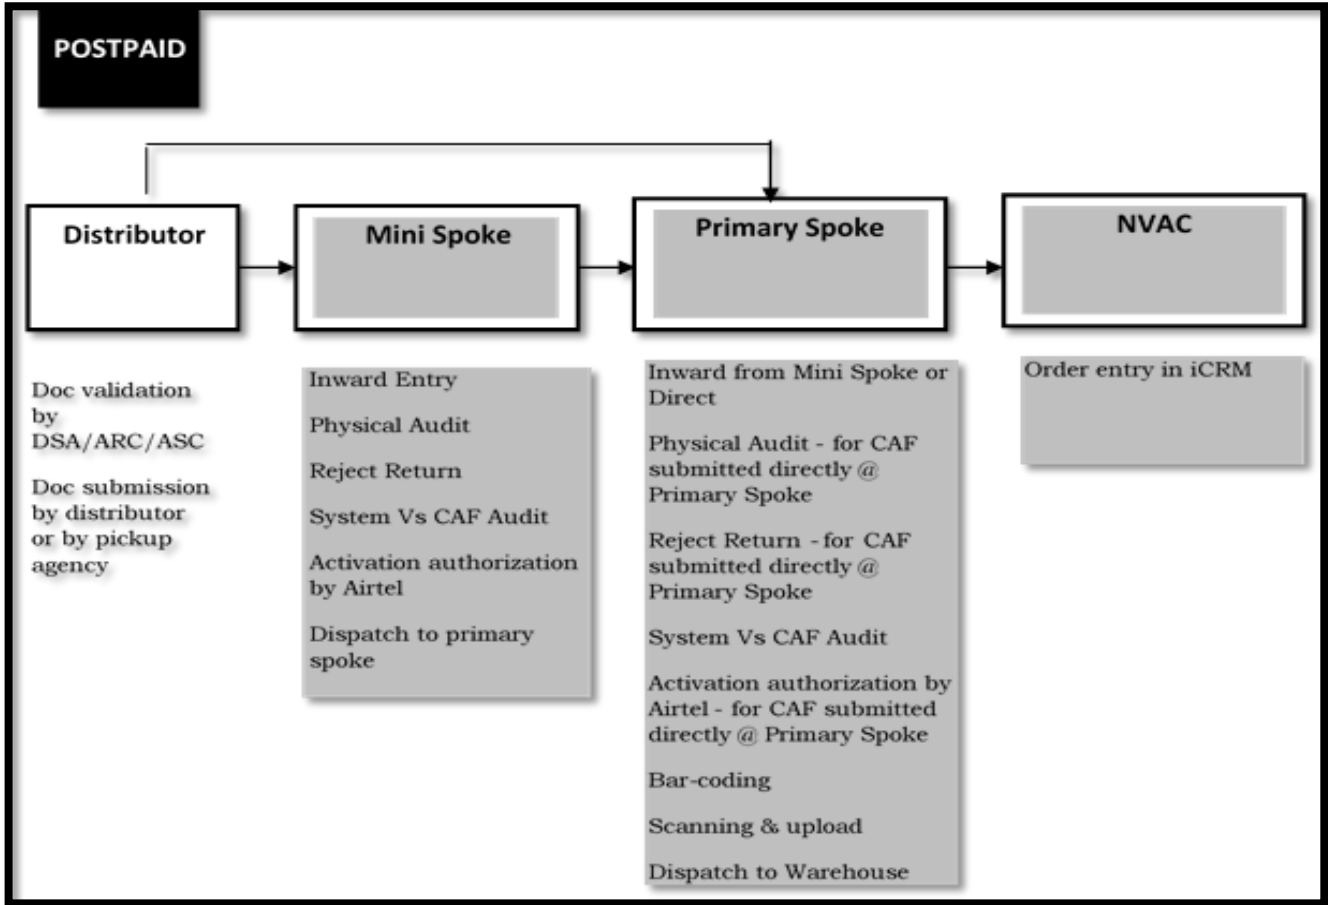 POSTPAID
Distributor
Mini Spoke
Primary Spoke
NVAC
Doc validation
by
DSA/ARC/ASC
Doc submission
by distributor
or by pickup
agency
Inward Entry
Physical Audit
Reject Return
System Vs CAF Audit
Activation authorization
by Airtel
Dispatch to primary
spoke
Inward from Mini Spoke or
Direct
Physical Audit - for CAF
submitted directly @
Primary Spoke
Reject Return - for CAF
submitted directly @
Primary Spoke
System Vs CAF Audit
Activation authorization by
Airtel - for CAF submitted
directly @ Primary Spoke
Bar-coding
Scanning & upload
Dispatch to Warehouse
Order entry in iCRM